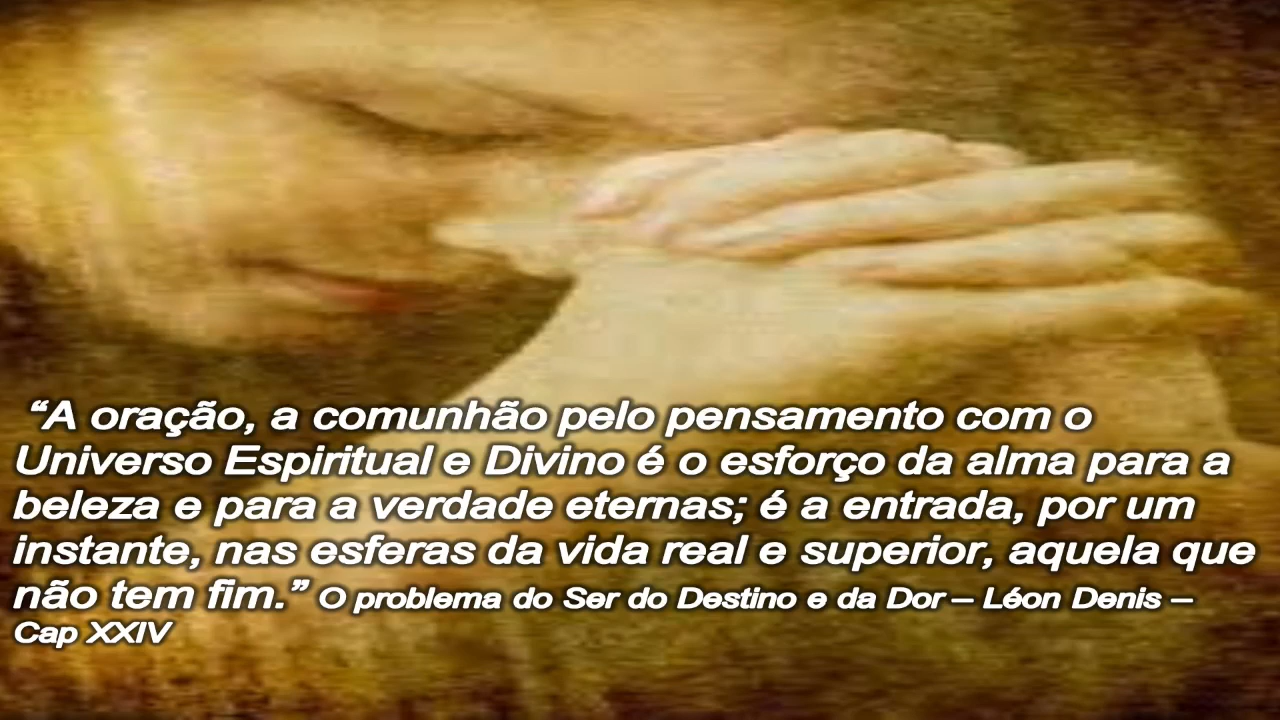 “A oração, a comunhão pelo pensamento com o
Universo Espiritual e Divino é o esforço da alma para a
beleza e para a verdade eternas; é a entrada, por um
instante, nas esferas da vida real e superior, aquela que
não tem fim.” O problema do Ser do Destino e da Dor – Léon Denis –
Cap XXIV